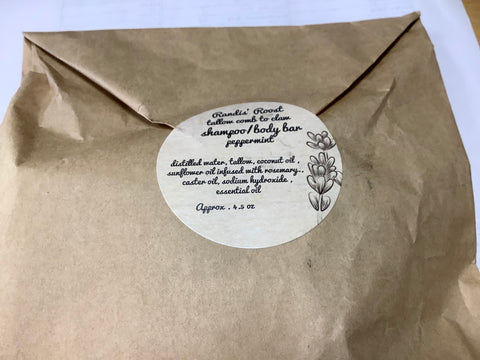 Randis' Roost
tallow comb to claw
shampoo/body bar
peppermint
distilled water, tallow, coconut oil ,
sunflower oil infused with rosemary..
caster oil, sodium hydroxide ,
essential oil
Approx . 4.5 oz